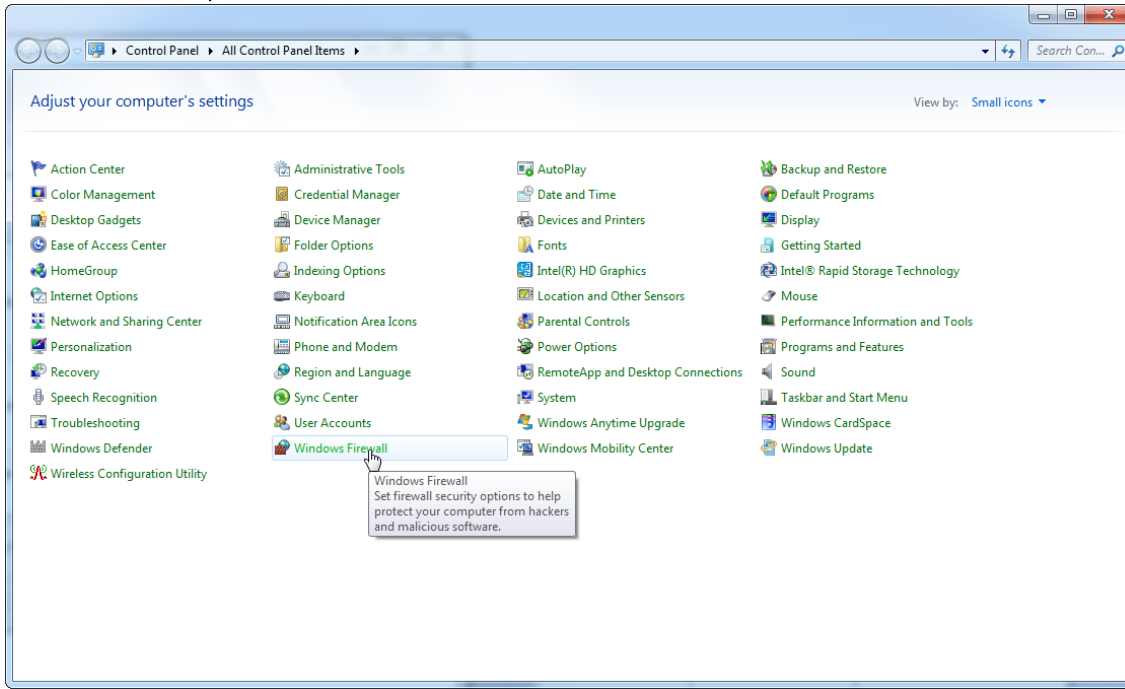 Control Panel All Control Panel Items
Search Con...
Adjust your computer's settings
View by: Small icons
Action Center Administrative Tools AutoPlay Backup and Restore
Color Management Credential Manager Date and Time Default Programs
Desktop Gadgets Device Manager Devices and Printers Display
Ease of Access Center Folder Options Fonts Getting Started
HomeGroup Indexing Options Intel(R) HD Graphics Intel® Rapid Storage Technology
Internet Options Keyboard Location and Other Sensors Mouse
Network and Sharing Center Notification Area Icons Parental Controls Performance Information and Tools
Personalization Phone and Modem Power Options Programs and Features
Recovery Region and Language RemoteApp and Desktop Connections Sound
Speech Recognition Sync Center System Taskbar and Start Menu
Troubleshooting User Accounts Windows Anytime Upgrade Windows CardSpace
Windows Defender Windows Firewall Windows Mobility Center Windows Update
Wireless Configuration Utility
Windows Firewall
Set firewall security options to help
protect your computer from hackers
and malicious software.